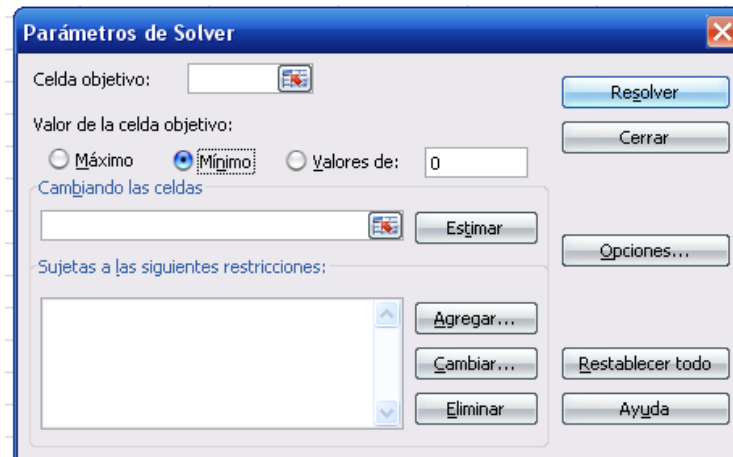 Parámetros de Solver
Celda objetivo:
Resolver
Valor de la celda objetivo:
Cerrar
Máximo Mínimo Valores de: 0
Cambiando las celdas
Estimar
Opciones...
Sujetas a las siguientes restricciones:
Agregar...
Cambiar...
Restablecer todo
Eliminar
Ayuda